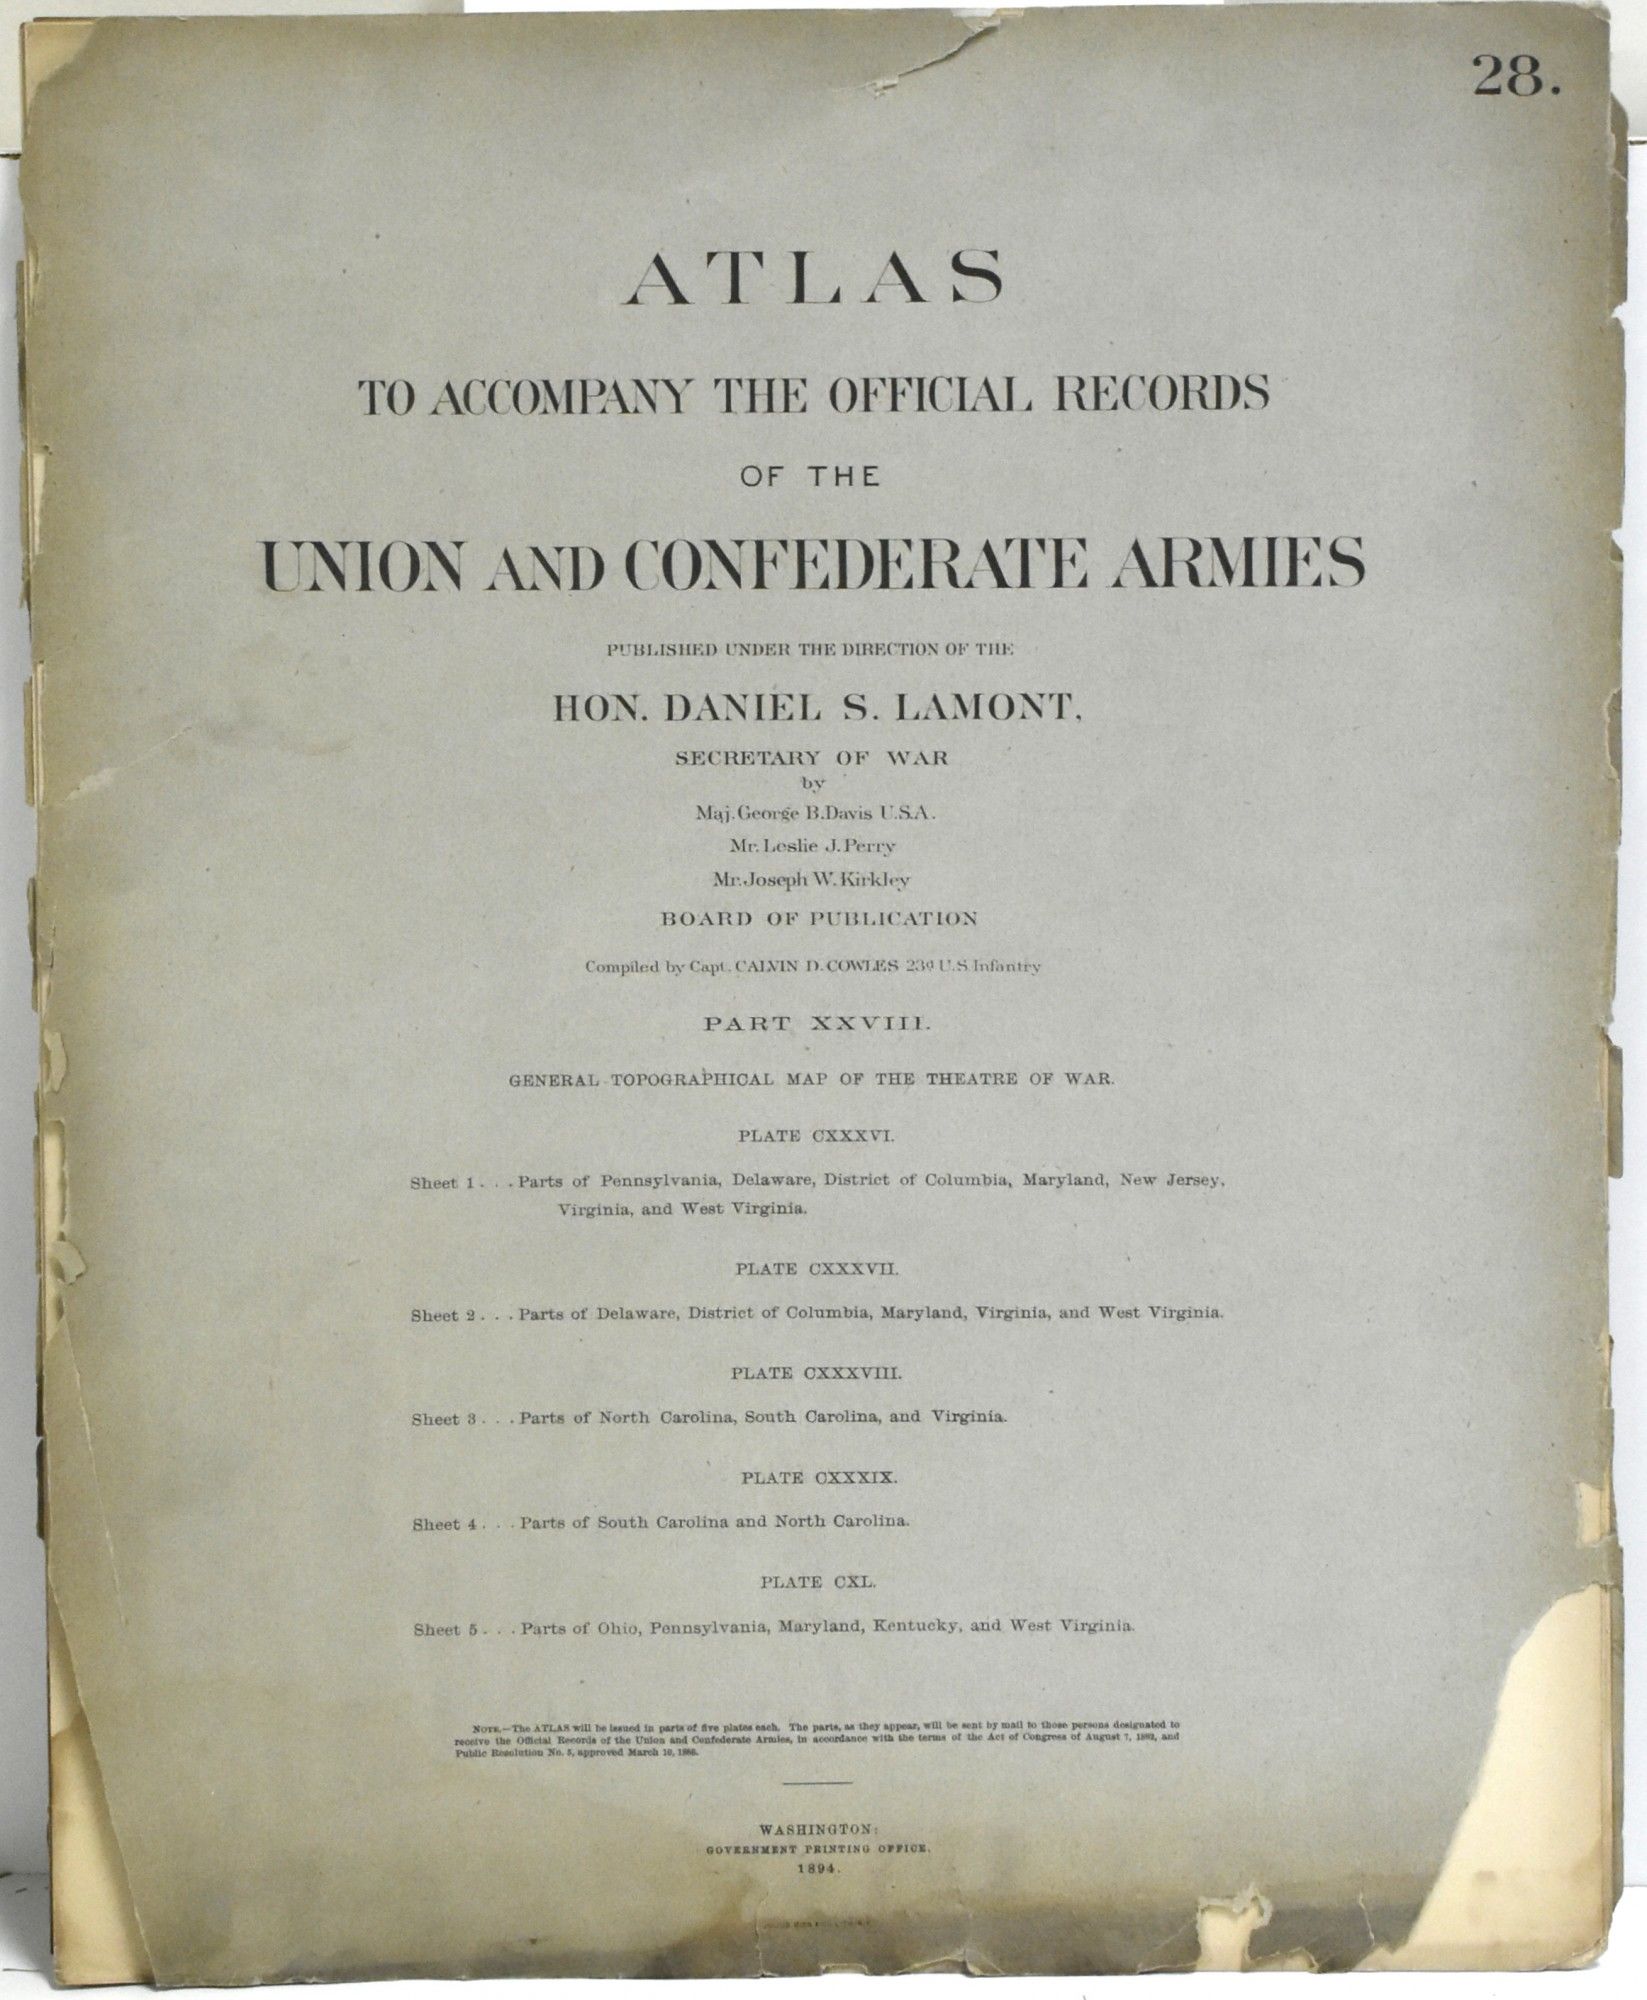 28.
ATLAS
TO ACCOMPANY THE OFFICIAL RECORDS
OF THE
UNION AND CONFEDERATE ARMIES
PUBLISHED UNDER THE DIRECTION OF THE
HON. DANIEL S. LAMONT,
SECRETARY OF WAR
by
Maj. George B. Davis U.S.A.
Mr. Leslie J. Perry
Mr. Joseph W. Kirkley
BOARD OF PUBLICATION
Compiled by Capt. CALVIN D. COWLES 23d U.S. Infantry
PART XXVIII.
GENERAL TOPOGRAPHICAL MAP OF THE THEATRE OF WAR.
PLATE CXXXVI.
Sheet 1 . . . Parts of Pennsylvania, Delaware, District of Columbia, Maryland, New Jersey,
Virginia, and West Virginia.
PLATE CXXXVII.
Sheet 2 . . . Parts of Delaware, District of Columbia, Maryland, Virginia, and West Virginia.
PLATE CXXXVIII.
Sheet 3 . . . Parts of North Carolina, South Carolina, and Virginia.
PLATE CXXXIX.
Sheet 4 . . . Parts of South Carolina and North Carolina.
PLATE CXL.
Sheet 5 . . . Parts of Ohio, Pennsylvania, Maryland, Kentucky, and West Virginia.
NOTE.—The ATLAS will be issued in parts of five plates each. The parts, as they appear, will be sent by mail to those persons designated to
receive the Official Records of the Union and Confederate Armies, in accordance with the terms of the Act of Congress of August 7, 1882, and
Public Resolution No. 5, approved March 10, 1888.
WASHINGTON:
GOVERNMENT PRINTING OFFICE.
1894.